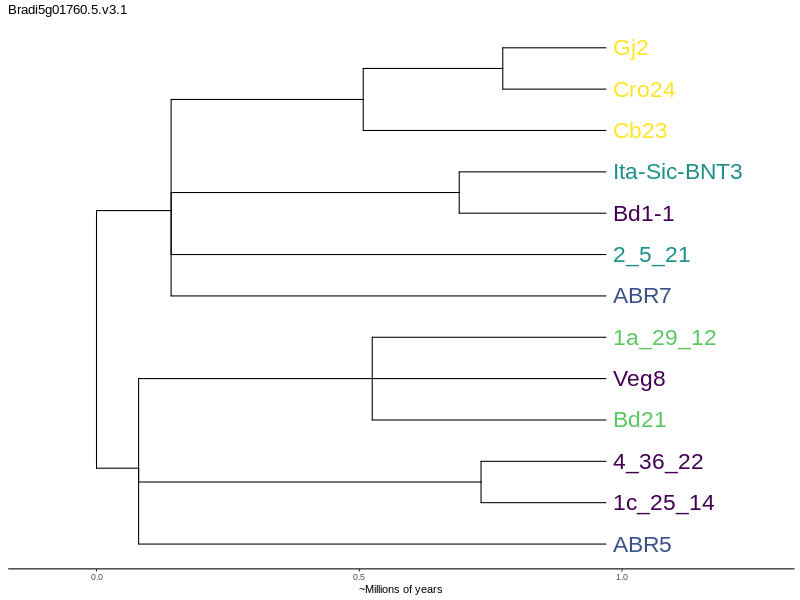 Bradi5g01760.5.v3.1
Gj2
Cro24
Cb23
Ita-Sic-BNT3
Bd1-1
2_5_21
ABR7
1a_29_12
Veg8
Bd21
4_36_22
1c_25_14
ABR5
0.0 0.5 1.0
~Millions of years